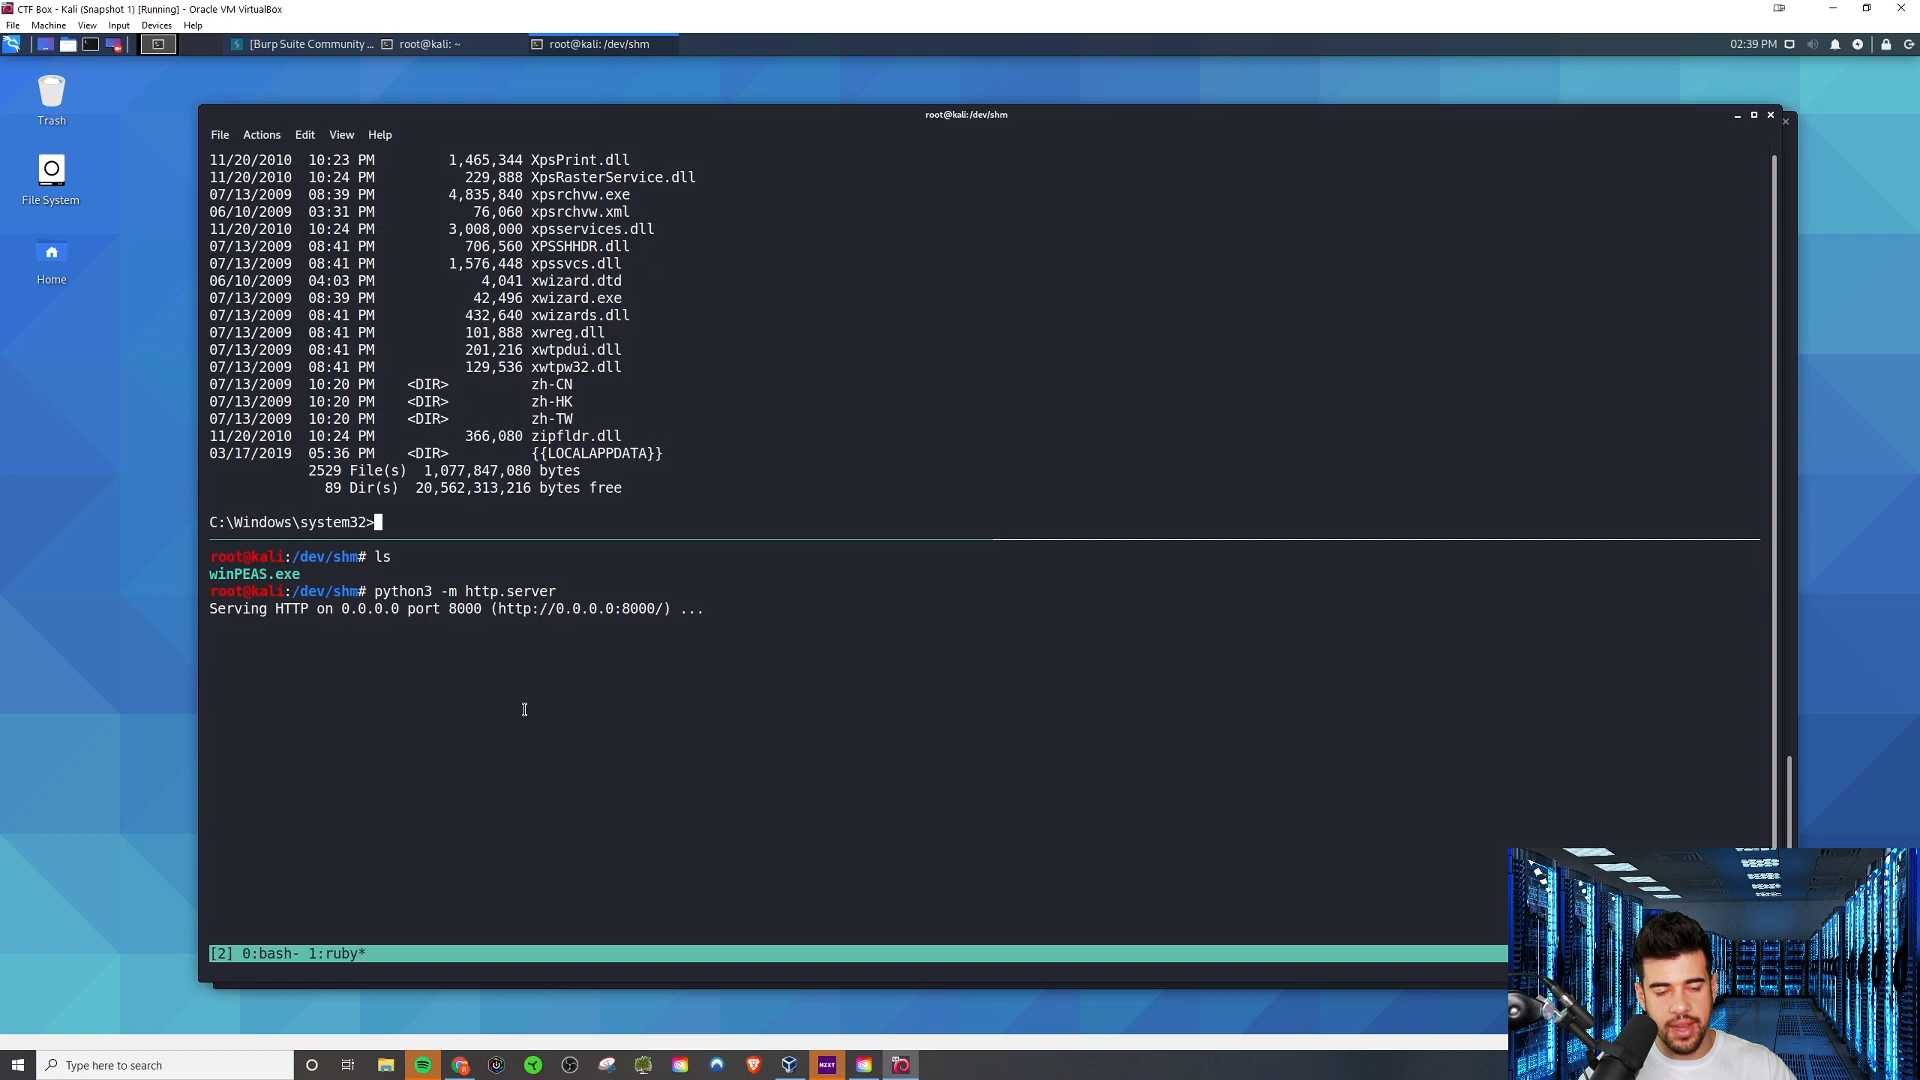 CTF Box - Kali (Snapshot 1) [Running] - Oracle VM VirtualBox
File Machine View Input Devices Help
[Burp Suite Community ... root@kali: ~ root@kali: /dev/shm 02:39 PM
Trash
File System
Home
root@kali:/dev/shm
File Actions Edit View Help
11/20/2010 10:23 PM 1,465,344 XpsPrint.dll
11/20/2010 10:24 PM 229,888 XpsRasterService.dll
07/13/2009 08:39 PM 4,835,840 xpsrchvw.exe
06/10/2009 03:31 PM 76,060 xpsrchvw.xml
11/20/2010 10:24 PM 3,008,000 xpsservices.dll
07/13/2009 08:41 PM 706,560 XPSSHHDR.dll
07/13/2009 08:41 PM 1,576,448 xpssvcs.dll
06/10/2009 04:03 PM 4,041 xwizard.dtd
07/13/2009 08:39 PM 42,496 xwizard.exe
07/13/2009 08:41 PM 432,640 xwizards.dll
07/13/2009 08:41 PM 101,888 xwreg.dll
07/13/2009 08:41 PM 201,216 xwtpdui.dll
07/13/2009 08:41 PM 129,536 xwtpw32.dll
07/13/2009 10:20 PM <DIR> zh-CN
07/13/2009 10:20 PM <DIR> zh-HK
07/13/2009 10:20 PM <DIR> zh-TW
11/20/2010 10:24 PM 366,080 zipfldr.dll
03/17/2019 05:36 PM <DIR> {{LOCALAPPDATA}}
2529 File(s) 1,077,847,080 bytes
89 Dir(s) 20,562,313,216 bytes free
C:\Windows\system32>
root@kali:/dev/shm# ls
winPEAS.exe
root@kali:/dev/shm# python3 -m http.server
Serving HTTP on 0.0.0.0 port 8000 (http://0.0.0.0:8000/) ...
[2] 0:bash- 1:ruby*
Type here to search
NZXT